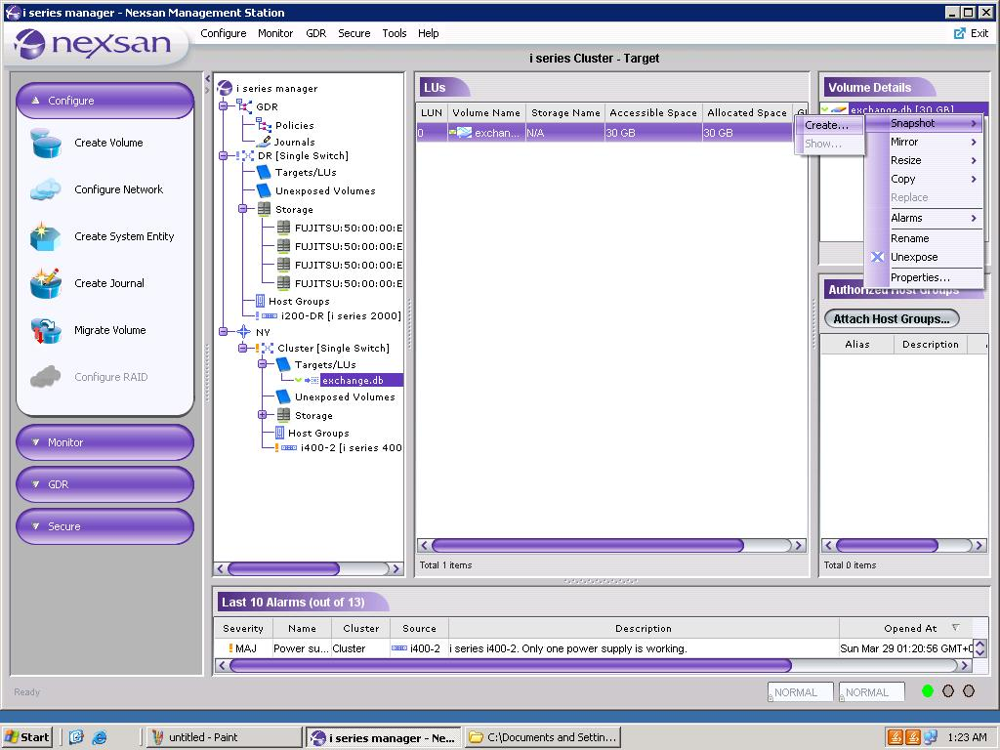 i series manager - Nexsan Management Station
nexsan
Configure Monitor GDR Secure Tools Help
Exit
i series Cluster - Target
Configure
Create Volume
Configure Network
Create System Entity
Create Journal
Migrate Volume
Configure RAID
Monitor
GDR
Secure
i series manager
GDR
Policies
Journals
DR [Single Switch]
Targets/LUs
Unexposed Volumes
Storage
FUJITSU:50:00:00:E
FUJITSU:50:00:00:E
FUJITSU:50:00:00:E
FUJITSU:50:00:00:E
Host Groups
i200-DR [i series 2000]
NY
Cluster [Single Switch]
Targets/LUs
exchange.db
Unexposed Volumes
Storage
Host Groups
i400-2 [i series 400
LUs
LUN Volume Name Storage Name Accessible Space Allocated Space
0 exchan... N/A 30 GB 30 GB
Total 1 items
Volume Details
exchange.db [30 GB]
Create...
Show...
Snapshot
Mirror
Resize
Copy
Replace
Alarms
Rename
Unexpose
Properties...
Authorized Host Groups
Attach Host Groups...
Alias Description
Total 0 items
Last 10 Alarms (out of 13)
Severity Name Cluster Source Description Opened At
MAJ Power su... Cluster i400-2 i series i400-2. Only one power supply is working. Sun Mar 29 01:20:56 GMT+0
Ready
NORMAL NORMAL
Start untitled - Paint i series manager - Ne... C:\Documents and Settin... 1:23 AM